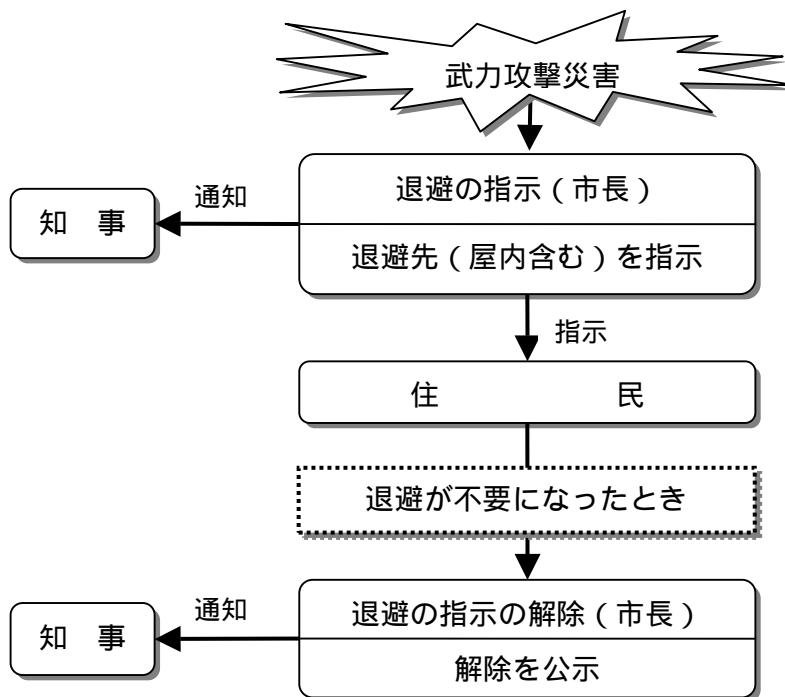 武力攻撃災害
退避の指示（市長）
通知
知　事
退避先（屋内含む）を指示
指示
住　　　　　民
退避が不要になったとき
退避の指示の解除（市長）
通知
知　事
解除を公示